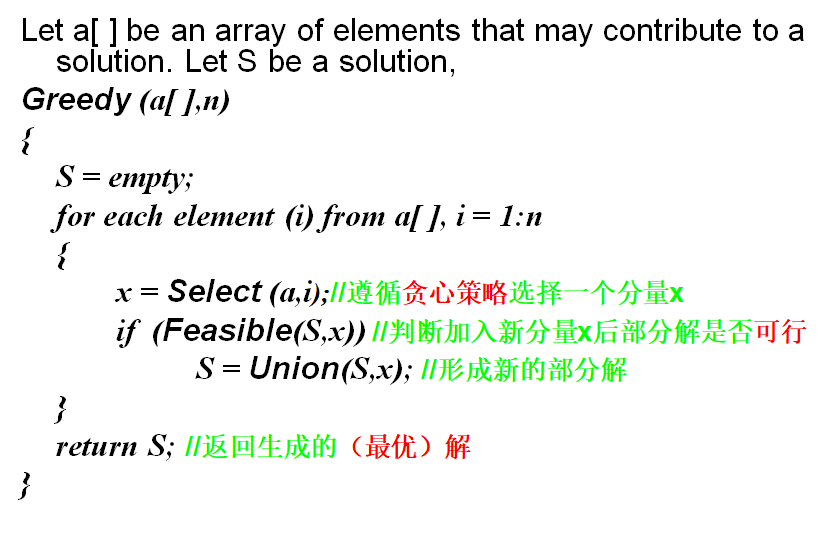 Let a[ ] be an array of elements that may contribute to a
solution. Let S be a solution,
Greedy (a[ ],n)
{
S = empty;
for each element (i) from a[ ], i = 1:n
{
x = Select (a,i);//遵循贪心策略选择一个分量x
if (Feasible(S,x)) //判断加入新分量x后部分解是否可行
S = Union(S,x); //形成新的部分解
}
return S; //返回生成的（最优）解
}